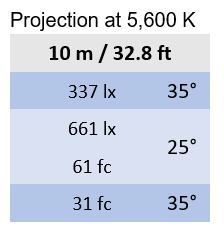 Projection at 5,600 K
10 m / 32.8 ft
337 lx 35°
661 lx
25°
61 fc
31 fc 35°